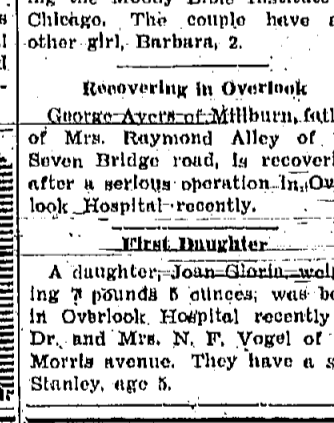 ing the Moody Bible Institute
Chicago. The couple have a
other girl, Barbara, 2.
Recovering in Overlook
George Ayers of Millburn, fath
of Mrs. Raymond Alley of
Seven Bridge road, is recoveri
after a serious operation in Ov
look Hospital recently.
First Daughter
A daughter, Joan Gloria, weig
ing 7 pounds 5 ounces, was bo
in Overlook Hospital recently
Dr. and Mrs. N. F. Vogel of
Morris avenue. They have a s
Stanley, age 5.